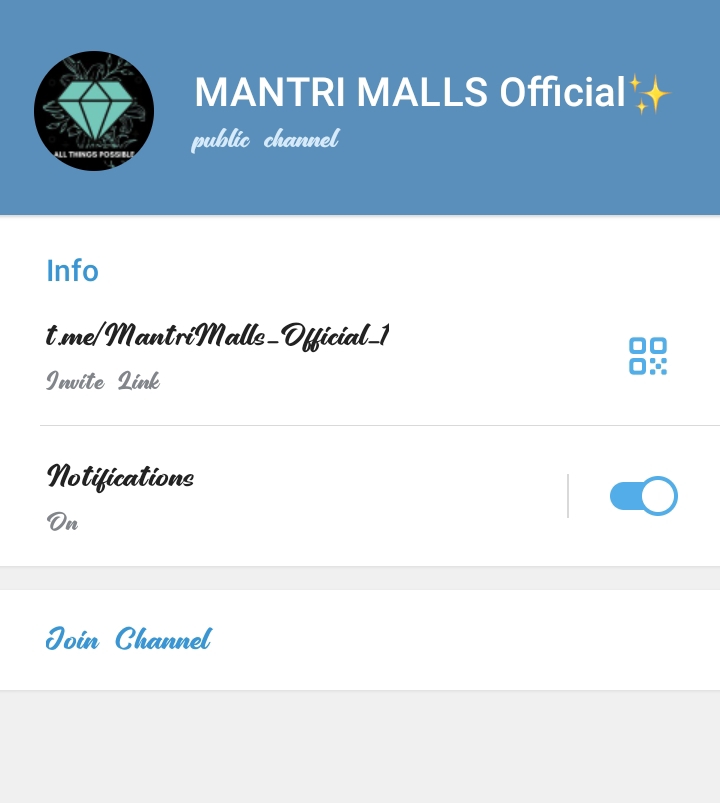 ALL THINGS POSSIBLE
MANTRI MALLS Official✨
public channel
Info
t.me/MantriMalls_Official_1
Invite Link
Notifications
On
Join Channel